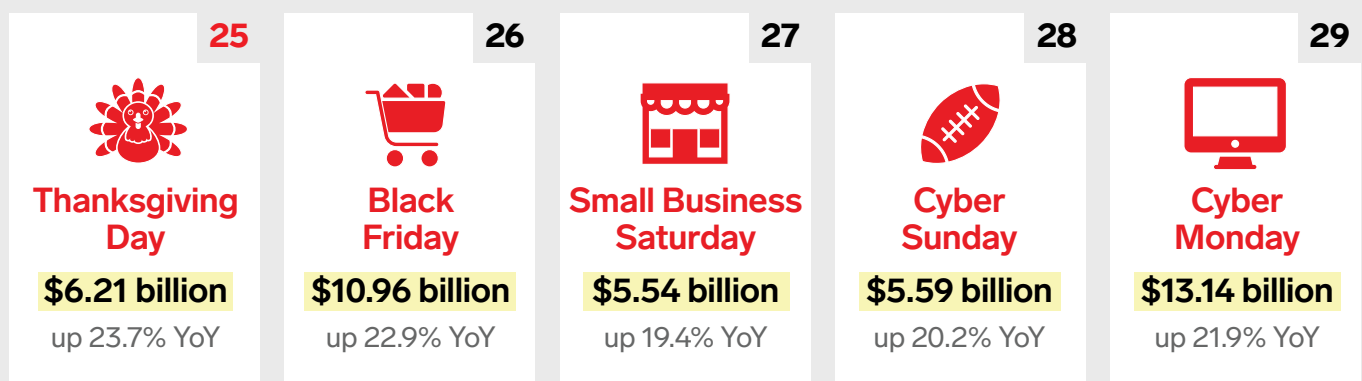 25
Thanksgiving
Day
$6.21 billion
up 23.7% YoY
26
Black
Friday
$10.96 billion
up 22.9% YoY
27
Small Business
Saturday
$5.54 billion
up 19.4% YoY
28
Cyber
Sunday
$5.59 billion
up 20.2% YoY
29
Cyber
Monday
$13.14 billion
up 21.9% YoY